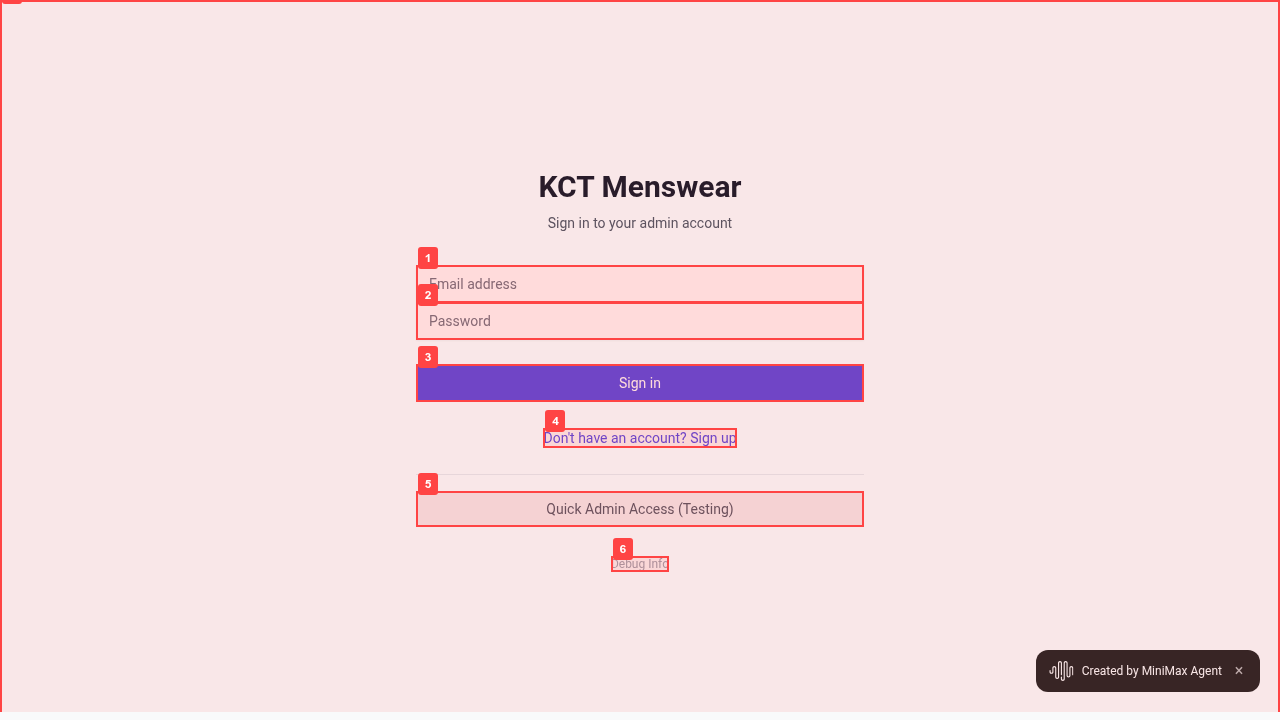 KCT Menswear
Sign in to your admin account
1
Email address
2
Password
3
Sign in
4
Don't have an account? Sign up
5
Quick Admin Access (Testing)
6
Debug Info
Created by MiniMax Agent ×